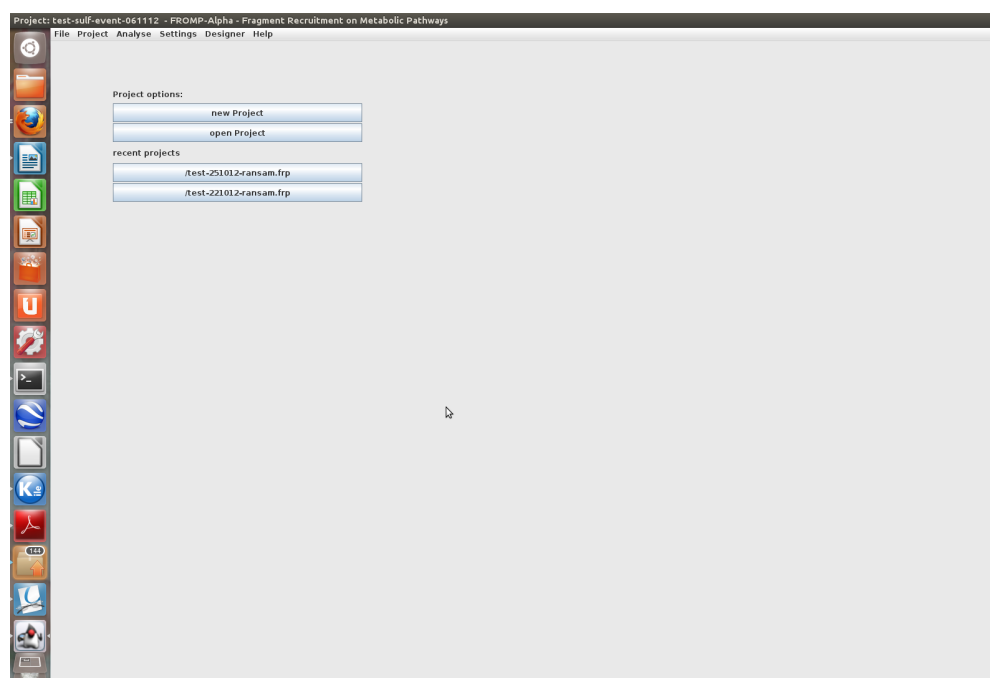 Project: test-sulf-event-061112 - FROMP-Alpha - Fragment Recruitment on Metabolic Pathways
File Project Analyse Settings Designer Help
Project options:
new Project
open Project
recent projects
/test-251012-ransam.frp
/test-221012-ransam.frp
U
>_
K
144